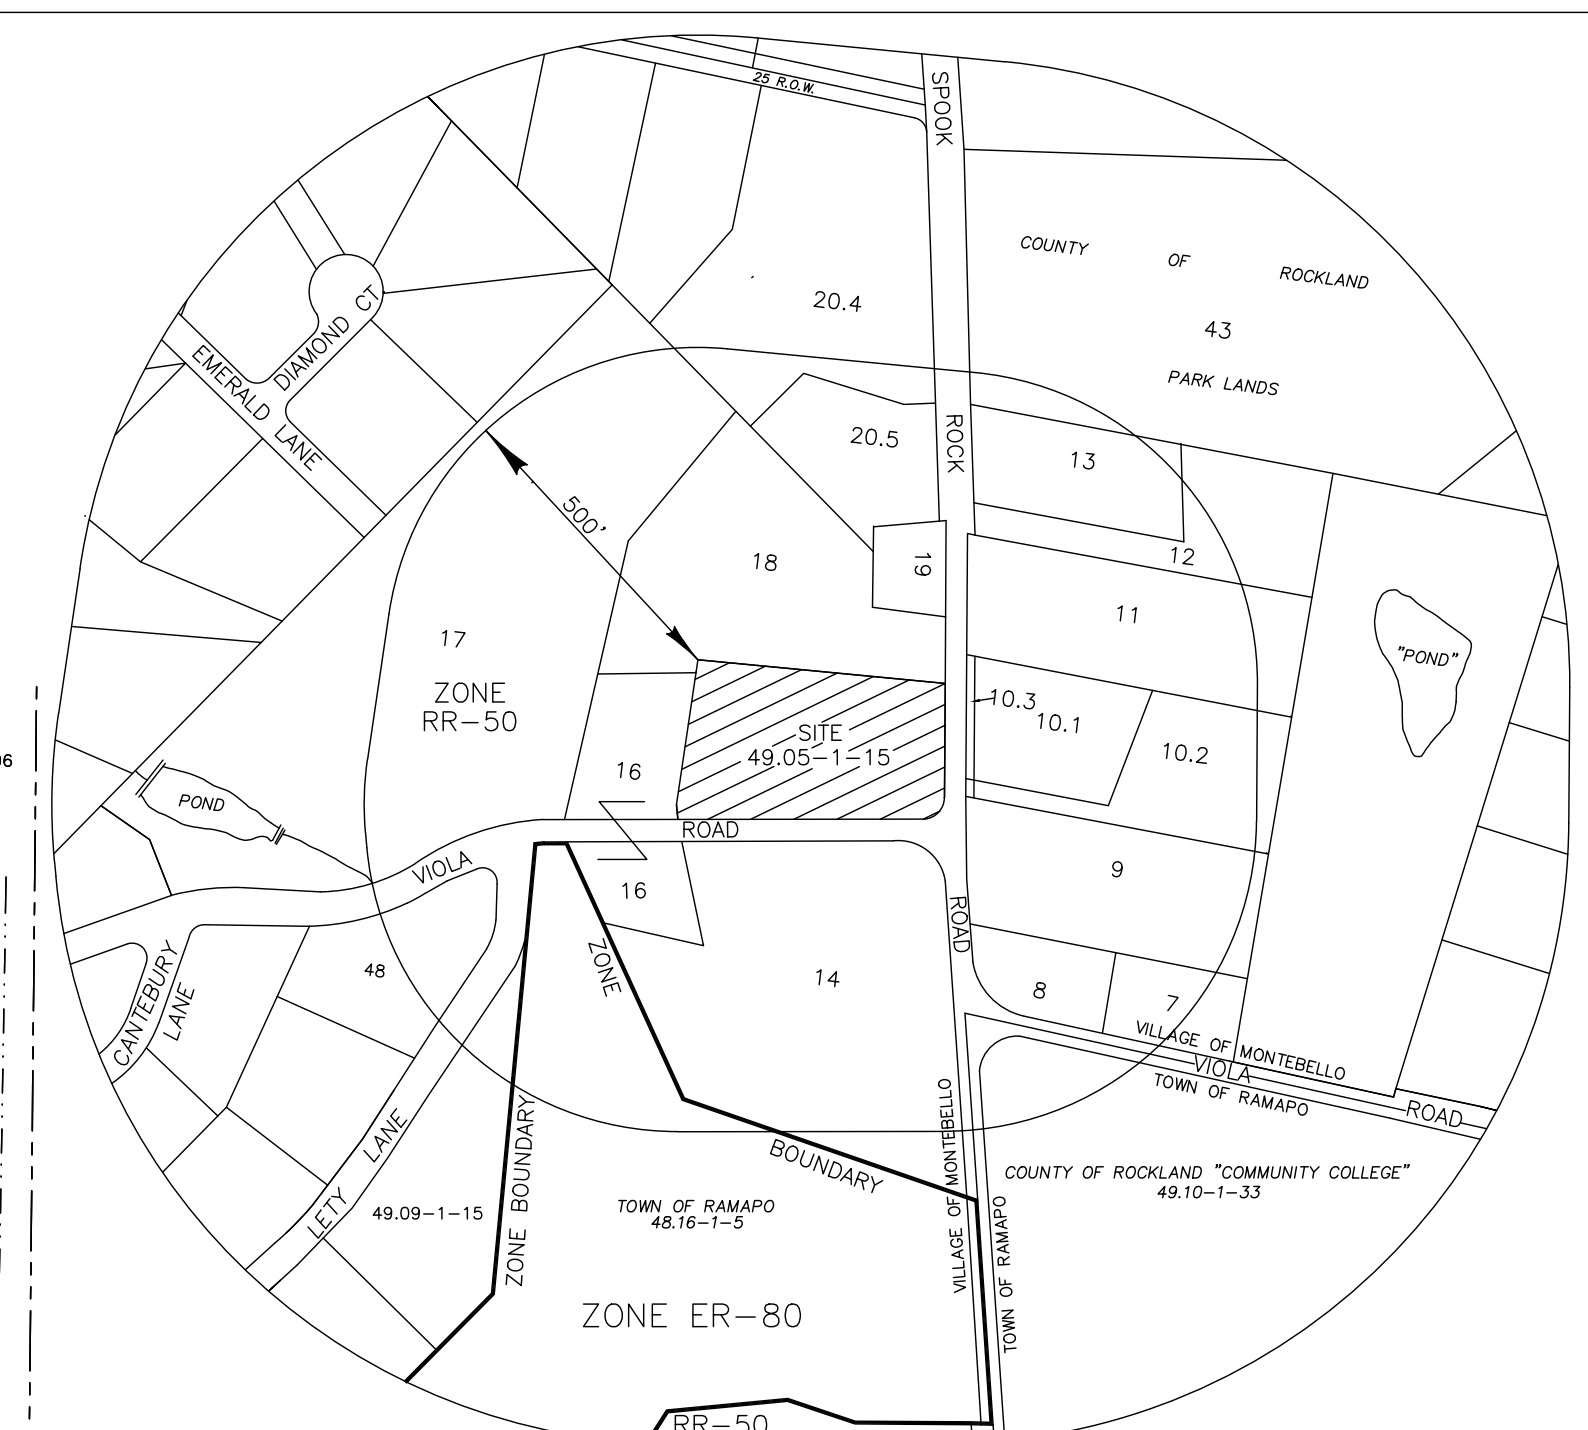 25 R.O.W.
SPOOK
COUNTY OF ROCKLAND
43
PARK LANDS
20.4
DIAMOND CT
EMERALD LANE
20.5
ROCK
13
500'
18
19
12
11
17
ZONE
RR-50
"POND"
10.3
10.1
10.2
SITE
49.05-1-15
16
POND
ROAD
VIOLA
9
16
ROAD
ZONE
14
48
8
7
CANTEBURY
LANE
VILLAGE OF MONTEBELLO
VIOLA
ROAD
TOWN OF RAMAPO
LETY LANE
ZONE BOUNDARY
BOUNDARY
VILLAGE OF MONTEBELLO
TOWN OF RAMAPO
COUNTY OF ROCKLAND "COMMUNITY COLLEGE"
49.10-1-33
49.09-1-15
TOWN OF RAMAPO
48.16-1-5
ZONE ER-80
RR-50